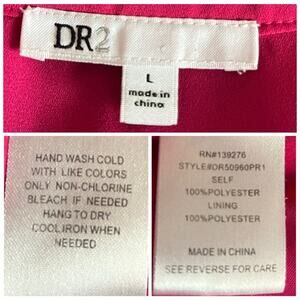 DR2
L
made in
china
HAND WASH COLD
WITH LIKE COLORS
ONLY NON-CHLORINE
BLEACH IF NEEDED
HANG TO DRY
COOLIRON WHEN
NEEDED
RN#139276
STYLE#DR50960PR1
SELF
100%POLYESTER
LINING
100%POLYESTER
MADE IN CHINA
SEE REVERSE FOR CARE